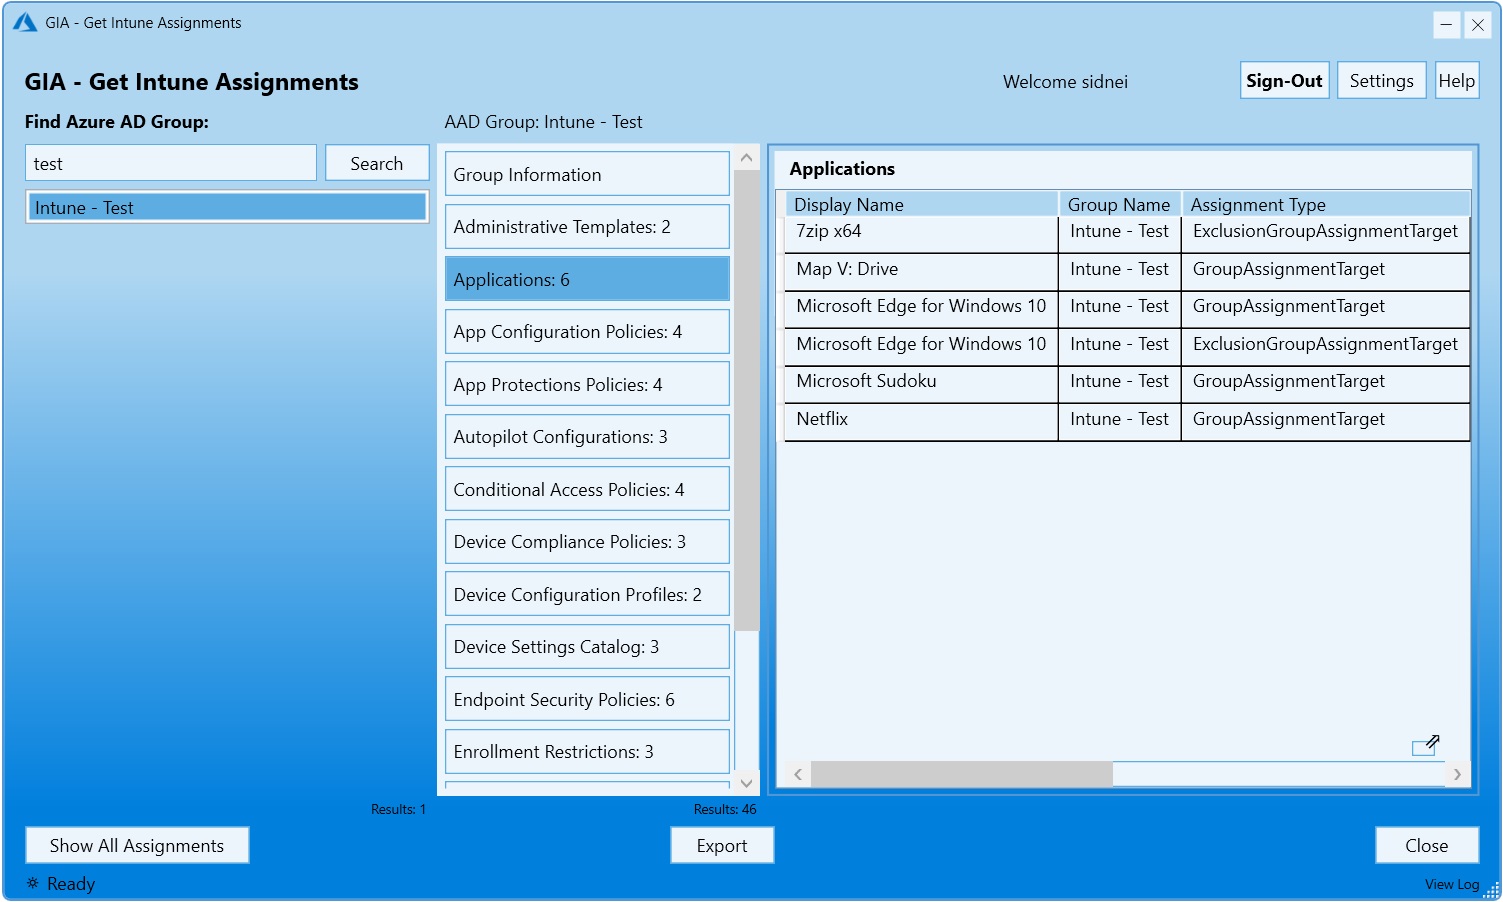 GIA - Get Intune Assignments
GIA - Get Intune Assignments
Welcome sidnei
Sign-Out
Settings
Help
Find Azure AD Group:
AAD Group: Intune - Test
test
Search
Intune - Test
Group Information
Administrative Templates: 2
Applications: 6
App Configuration Policies: 4
App Protections Policies: 4
Autopilot Configurations: 3
Conditional Access Policies: 4
Device Compliance Policies: 3
Device Configuration Profiles: 2
Device Settings Catalog: 3
Endpoint Security Policies: 6
Enrollment Restrictions: 3
Applications
Display Name Group Name Assignment Type
7zip x64 Intune - Test ExclusionGroupAssignmentTarget
Map V: Drive Intune - Test GroupAssignmentTarget
Microsoft Edge for Windows 10 Intune - Test GroupAssignmentTarget
Microsoft Edge for Windows 10 Intune - Test ExclusionGroupAssignmentTarget
Microsoft Sudoku Intune - Test GroupAssignmentTarget
Netflix Intune - Test GroupAssignmentTarget
Results: 1
Results: 46
Show All Assignments
Export
Close
Ready
View Log